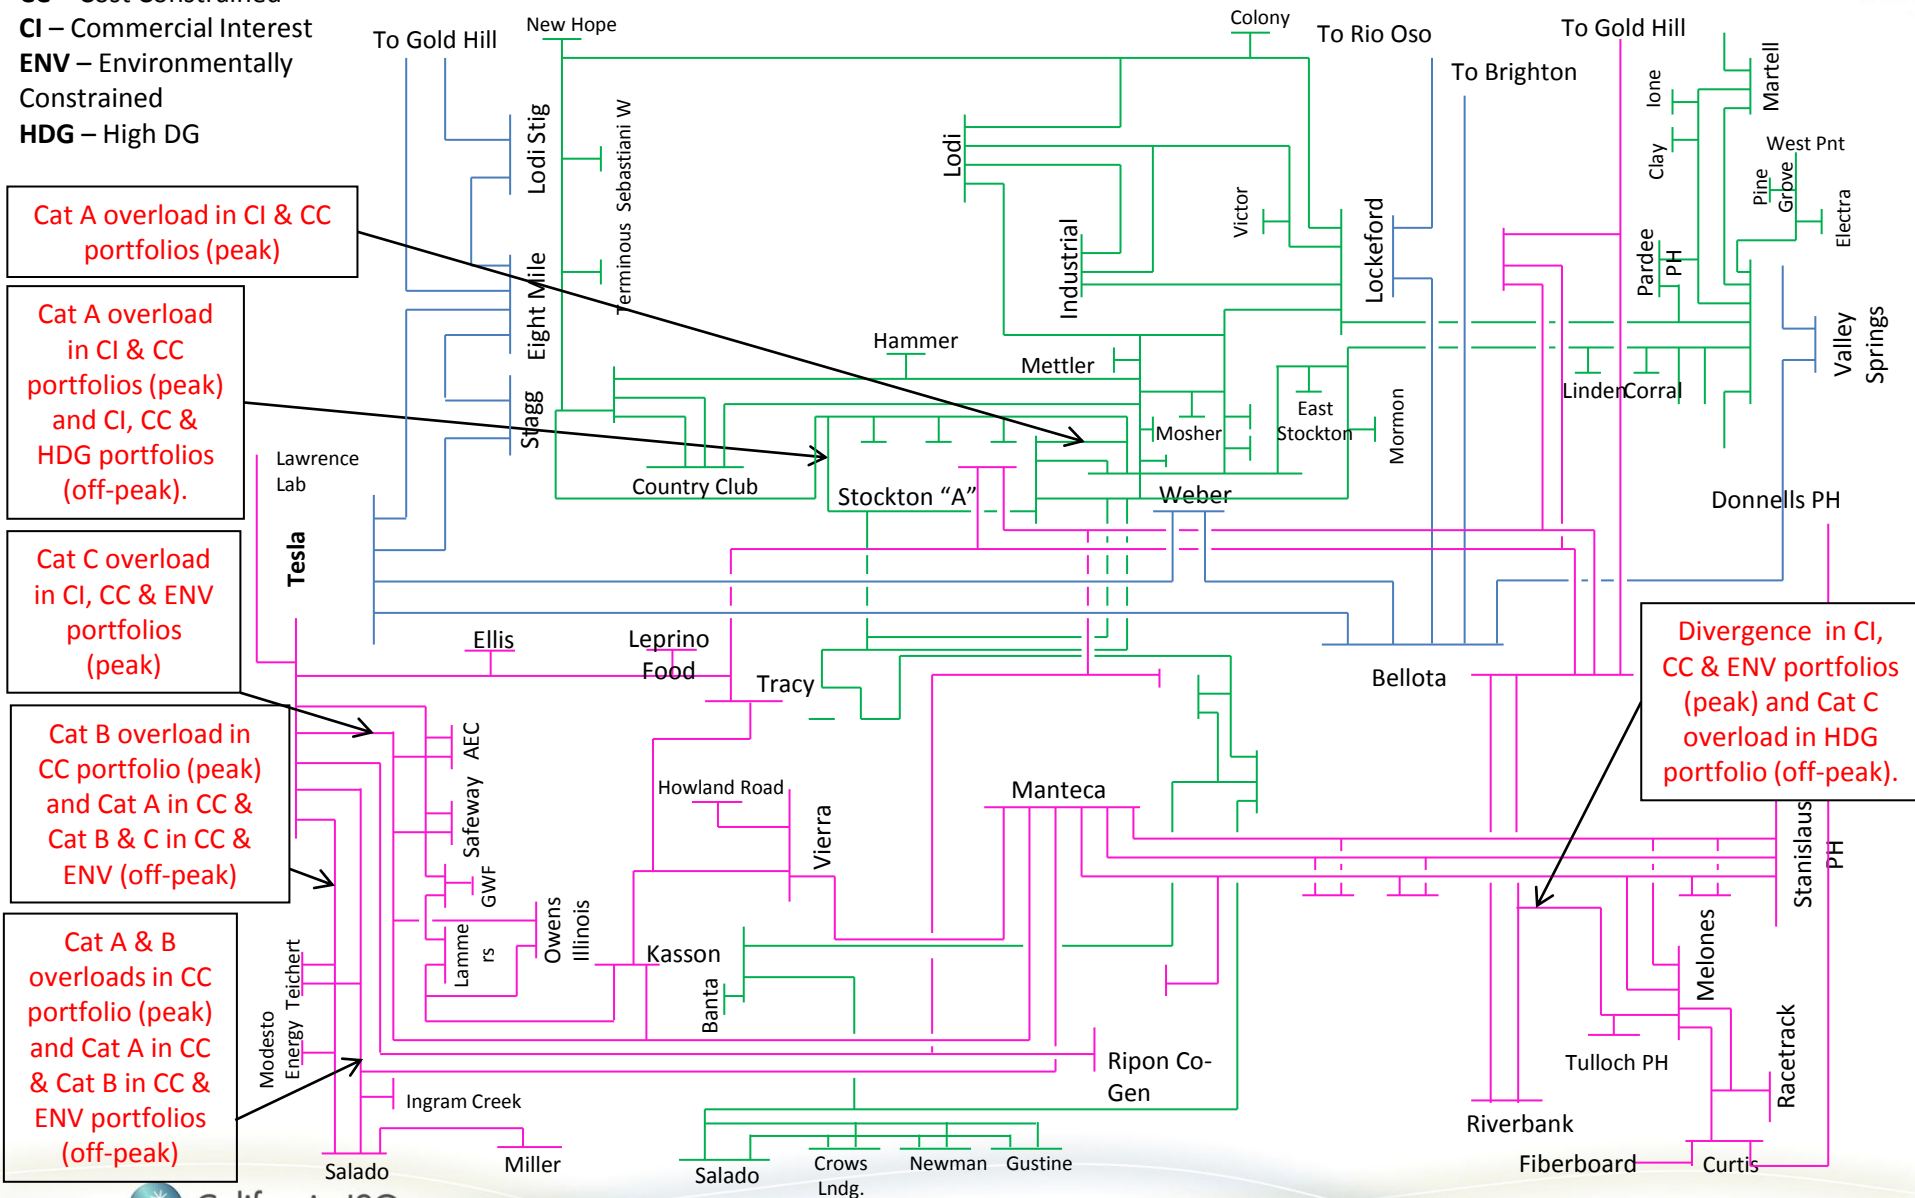 CC – Cost Constrained
CI – Commercial Interest
ENV – Environmentally
Constrained
HDG – High DG
To Gold Hill
New Hope
Colony
To Rio Oso
To Gold Hill
To Brighton
Lodi Stig
Terminous Sebastiani W
Lodi
Ione
Martell
Clay
West Pnt
Pine
Grove
Electra
Victor
Industrial
Lockeford
Pardee
PH
Cat A overload in CI & CC
portfolios (peak)
Eight Mile
Valley
Springs
Cat A overload
in CI & CC
portfolios (peak)
and CI, CC &
HDG portfolios
(off-peak).
Hammer
Mettler
Linden
Corral
Stagg
East
Stockton
Mormon
Mosher
Lawrence
Lab
Country Club
Stockton “A”
Weber
Donnells PH
Tesla
Cat C overload
in CI, CC & ENV
portfolios
(peak)
Ellis
Leprino
Food
Tracy
Bellota
Divergence in CI,
CC & ENV portfolios
(peak) and Cat C
overload in HDG
portfolio (off-peak).
Cat B overload in
CC portfolio (peak)
and Cat A in CC &
Cat B & C in CC &
ENV (off-peak)
AEC
Safeway
GWF
Howland Road
Vierra
Manteca
Stanislaus
PH
Owens
Illinois
Lamme
rs
Kasson
Banta
Melones
Cat A & B
overloads in CC
portfolio (peak)
and Cat A in CC
& Cat B in CC &
ENV portfolios
(off-peak)
Teichert
Modesto
Energy
Ingram Creek
Ripon Co-
Gen
Tulloch PH
Racetrack
Riverbank
Salado
Miller
Salado
Crows
Lndg.
Newman
Gustine
Fiberboard
Curtis
California ISO